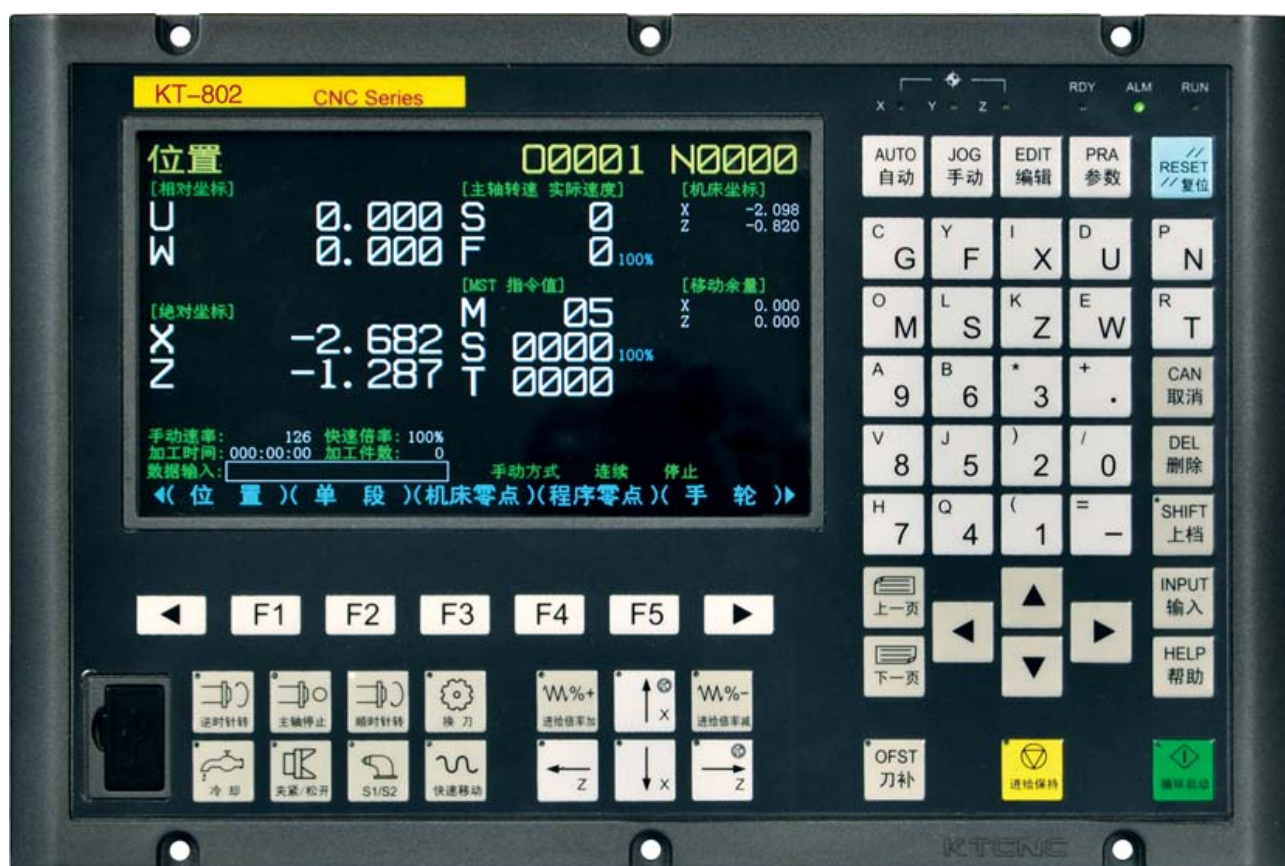 KT-802 CNC Series
X Y Z RDY ALM RUN
位置 O0001 N0000
[相对坐标] [主轴转速 实际速度] [机床坐标]
U 0.000 S 0 X -2.098
W 0.000 F 0 100% Z -0.820
[MST 指令值] [移动余量]
[绝对坐标] M 05 X 0.000
X -2.682 S 0000 100% Z 0.000
Z -1.287 T 0000
手动速率: 126 快速倍率: 100%
加工时间: 000:00:00 加工件数: 0
数据输入: 手动方式 连续 停止
(位 置)(单 段)(机床零点)(程序零点)(手 轮)
F1 F2 F3 F4 F5
AUTO JOG EDIT PRA // RESET
自动 手动 编辑 参数 // 复位
C G Y F I X D U P N
O M L S K Z E W R T
A 9 B 6 * 3 + . CAN
取消
V 8 J 5 ) 2 / 0 DEL
删除
H 7 Q 4 ( 1 = - SHIFT
上档
上一页 INPUT
输入
下一页 HELP
帮助
逆时针转 主轴停止 顺时针转 换刀 %+ 进给倍率加 X %- 进给倍率减
冷却 夹紧/松开 S1/S2 快速移动 Z X Z
OFST
刀补 进给保持 循环启动
KTCNC